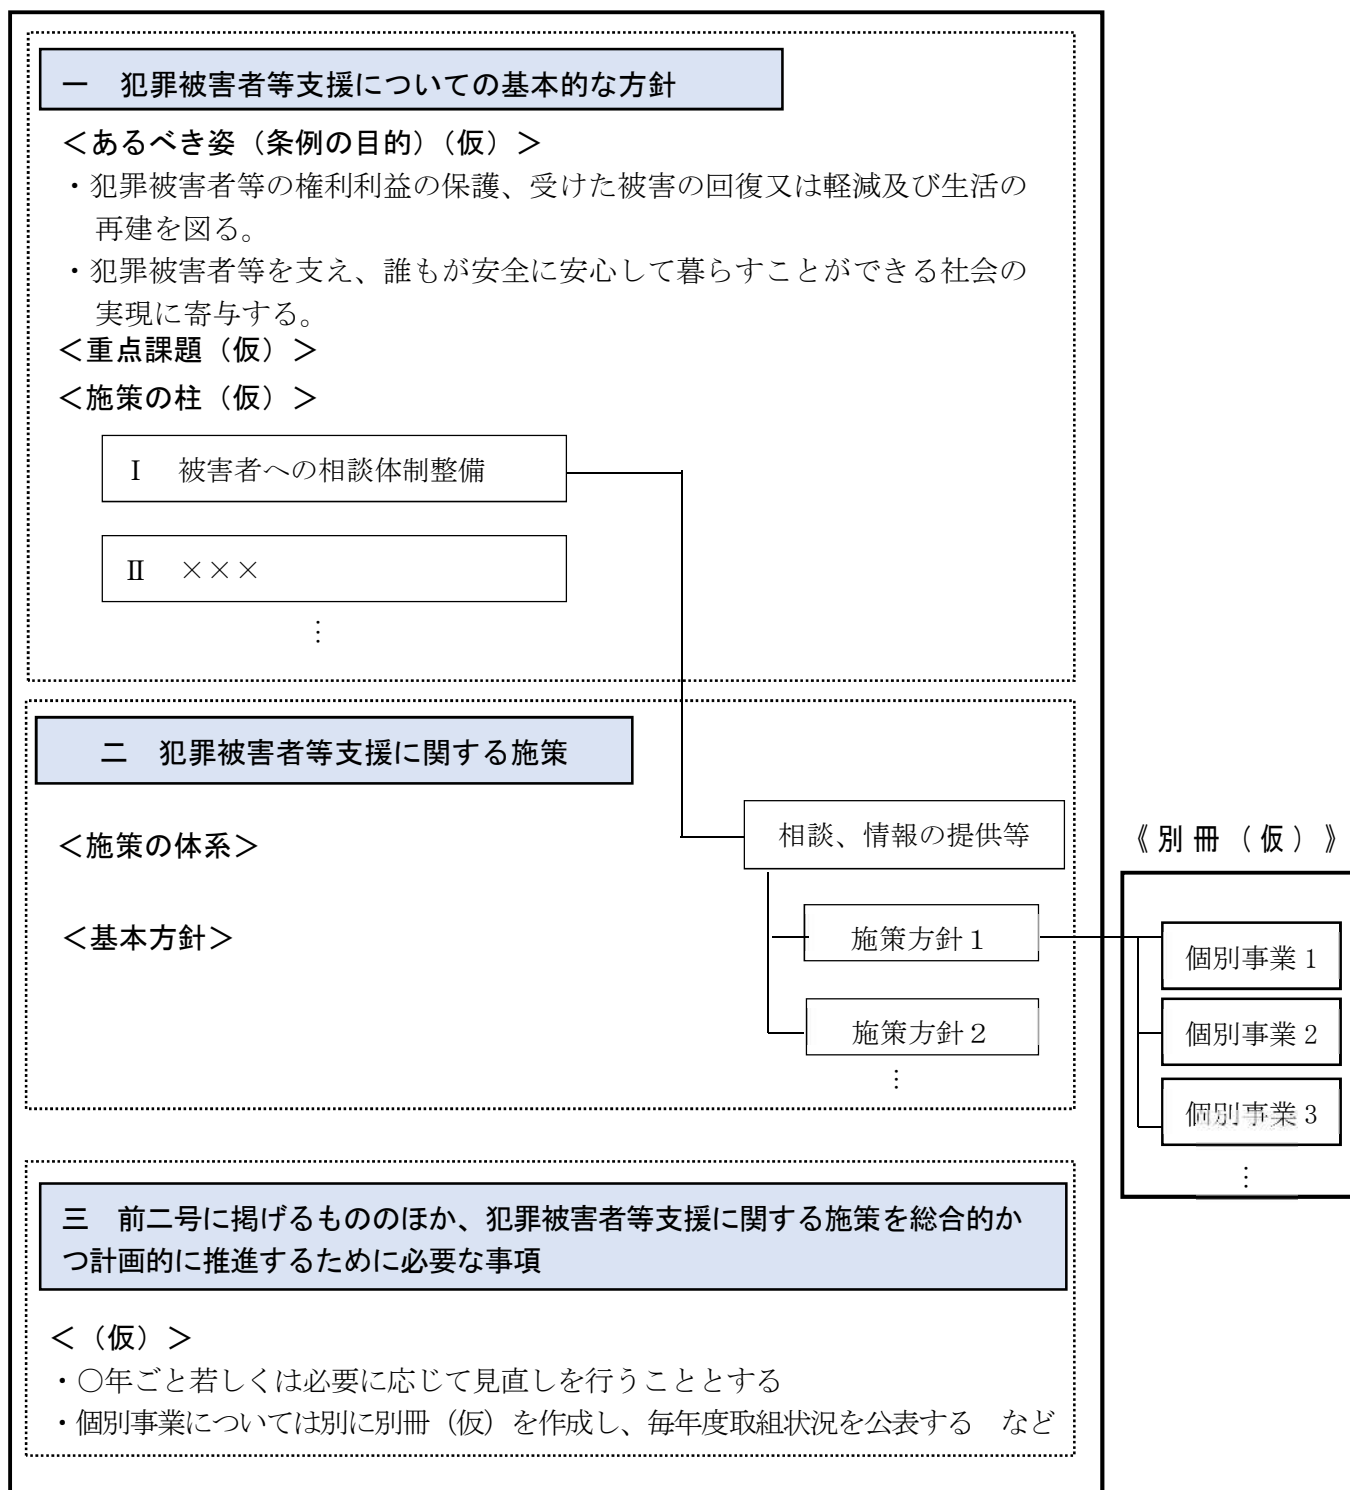 一　犯罪被害者等支援についての基本的な方針
＜あるべき姿（条例の目的）（仮）＞
・犯罪被害者等の権利利益の保護、受けた被害の回復又は軽減及び生活の
再建を図る。
・犯罪被害者等を支え、誰もが安全に安心して暮らすことができる社会の
実現に寄与する。
＜重点課題（仮）＞
＜施策の柱（仮）＞
Ⅰ　被害者への相談体制整備
Ⅱ　×××
⋮
二　犯罪被害者等支援に関する施策
＜施策の体系＞
相談、情報の提供等
＜基本方針＞
施策方針１
施策方針２
⋮
《別冊（仮）》
個別事業１
個別事業２
個別事業３
⋮
三　前二号に掲げるもののほか、犯罪被害者等支援に関する施策を総合的か
つ計画的に推進するために必要な事項
＜（仮）＞
・〇年ごと若しくは必要に応じて見直しを行うこととする
・個別事業については別に別冊（仮）を作成し、毎年度取組状況を公表する　など